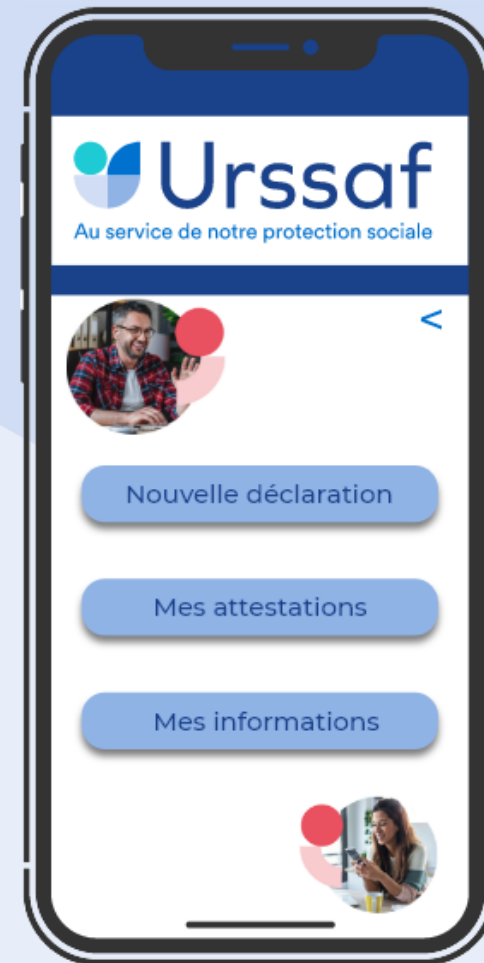 Urssaf
Au service de notre protection sociale
<
Nouvelle déclaration
Mes attestations
Mes informations